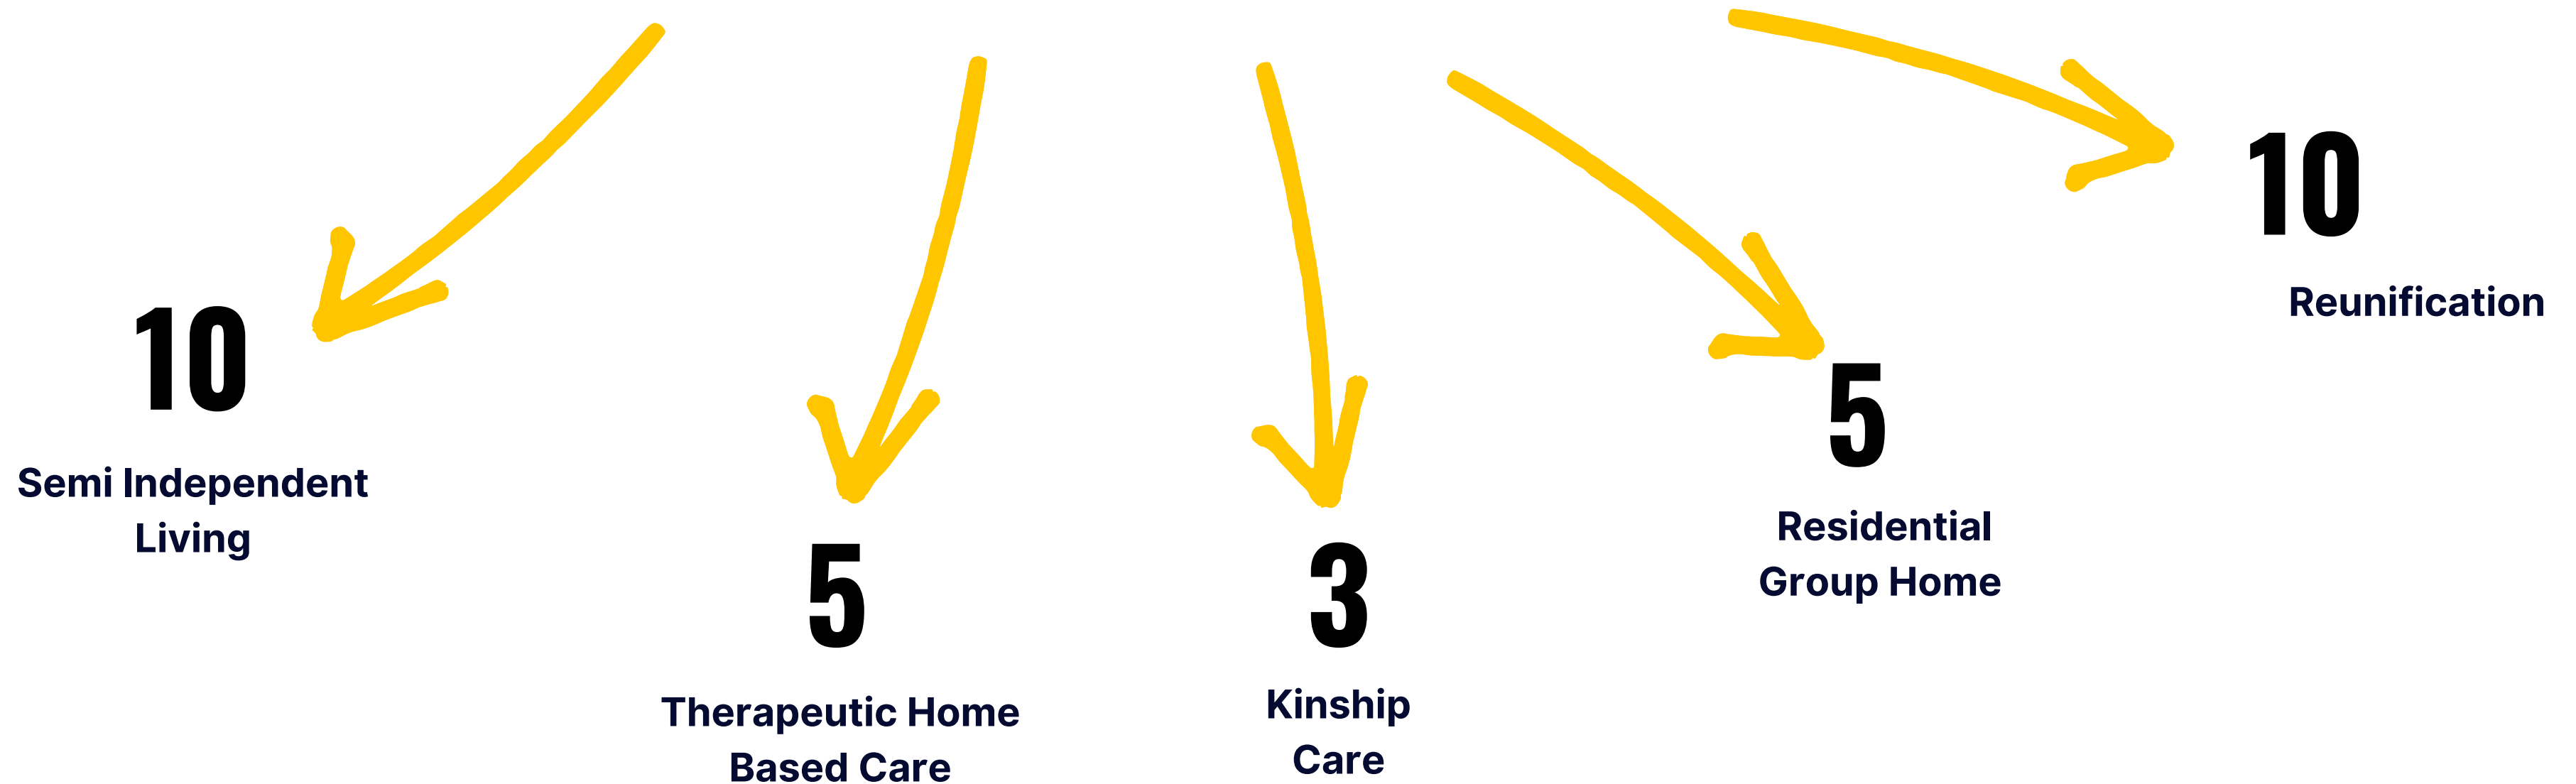 10
Semi Independent
Living
5
Therapeutic Home
Based Care
3
Kinship
Care
5
Residential
Group Home
10
Reunification